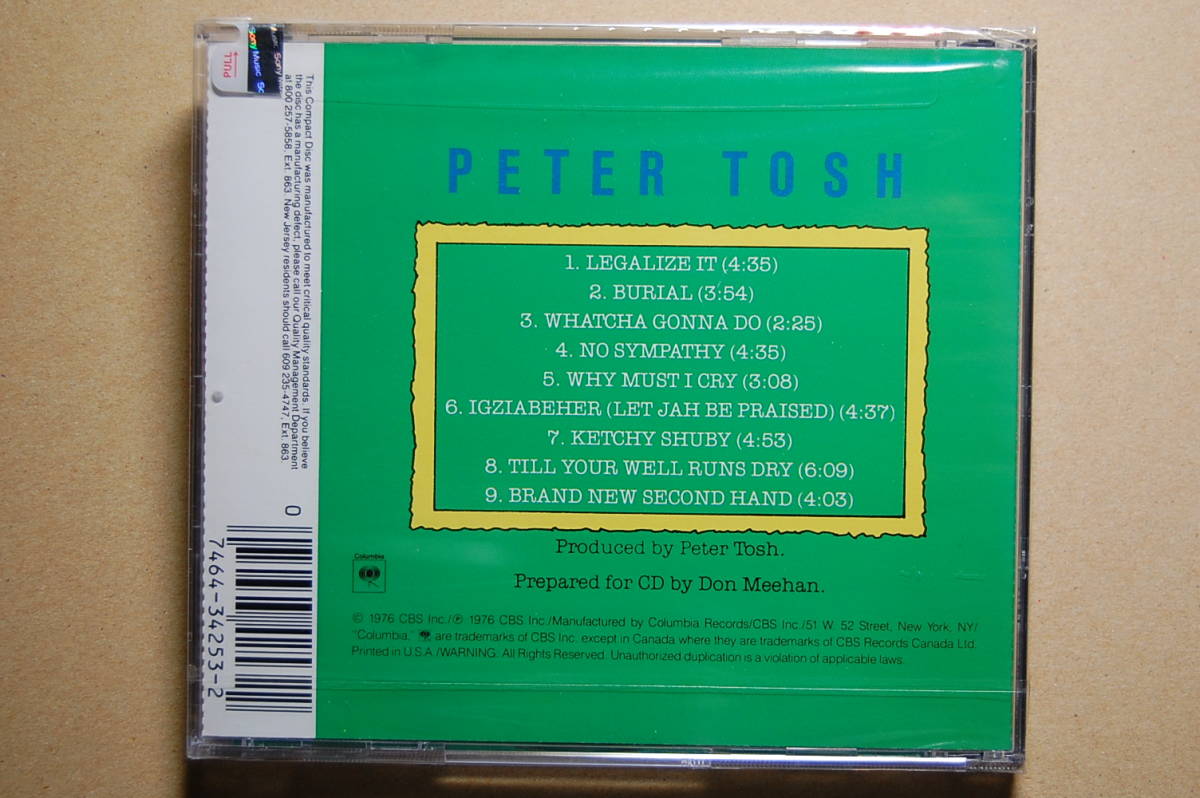 PETER TOSH
1. LEGALIZE IT (4:35)
2. BURIAL (3:54)
3. WHATCHA GONNA DO (2:25)
4. NO SYMPATHY (4:35)
5. WHY MUST I CRY (3:08)
6. IGZIABEHER (LET JAH BE PRAISED) (4:37)
7. KETCHY SHUBY (4:53)
8. TILL YOUR WELL RUNS DRY (6:09)
9. BRAND NEW SECOND HAND (4:03)
Produced by Peter Tosh.
Prepared for CD by Don Meehan.
Columbia
© 1976 CBS Inc./℗ 1976 CBS Inc./Manufactured by Columbia Records/CBS Inc./51 W. 52 Street, New York, NY/
"Columbia," are trademarks of CBS Inc. except in Canada where they are trademarks of CBS Records Canada Ltd.
Printed in U.S.A./WARNING: All Rights Reserved. Unauthorized duplication is a violation of applicable laws.
PULL
Sony Music
This Compact Disc was manufactured to meet critical quality standards. If you believe
the disc has a manufacturing defect, please call our Quality Management Department
at 800 257-5858, Ext. 863. New Jersey residents should call 609 235-4747, Ext. 863.
0
7464-34253-2